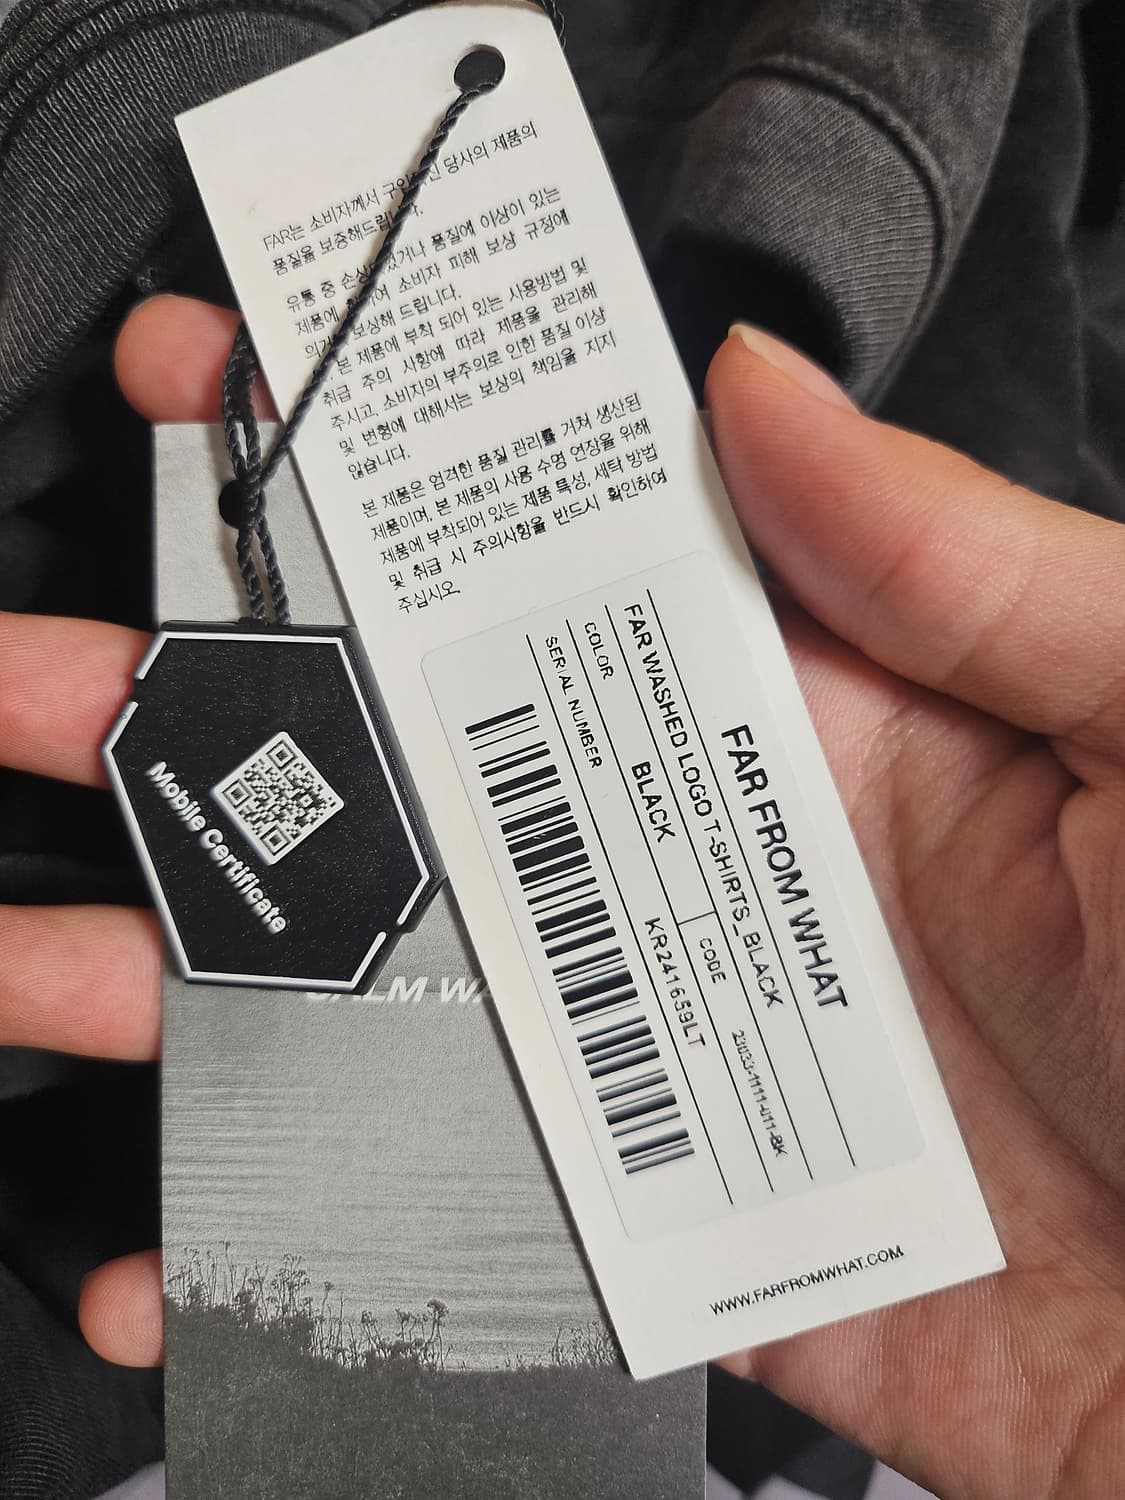 FAR는 소비자께서 구입하신 당사의 제품의
품질을 보증해드립니다.
유통 중 손상되었거나 품질에 이상이 있는
제품에 한하여 소비자 피해 보상 규정에
의거 보상해 드립니다.
본 제품에 부착 되어 있는 사용방법 및
취급 주의 사항에 따라 제품을 관리해
주시고, 소비자의 부주의로 인한 품질 이상
및 변형에 대해서는 보상의 책임을 지지
않습니다.
본 제품은 엄격한 품질 관리를 거쳐 생산된
제품이며, 본 제품의 사용 수명 연장을 위해
제품에 부착되어 있는 제품 특성, 세탁 방법
및 취급 시 주의사항을 반드시 확인하여
주십시오.
FAR FROM WHAT
FAR WASHED LOGO T-SHIRTS_BLACK
COLOR BLACK CODE 23033-1111-011-BK
SERIAL NUMBER KR241659LT
WWW.FARFROMWHAT.COM
Mobile Certificate
CALM WA